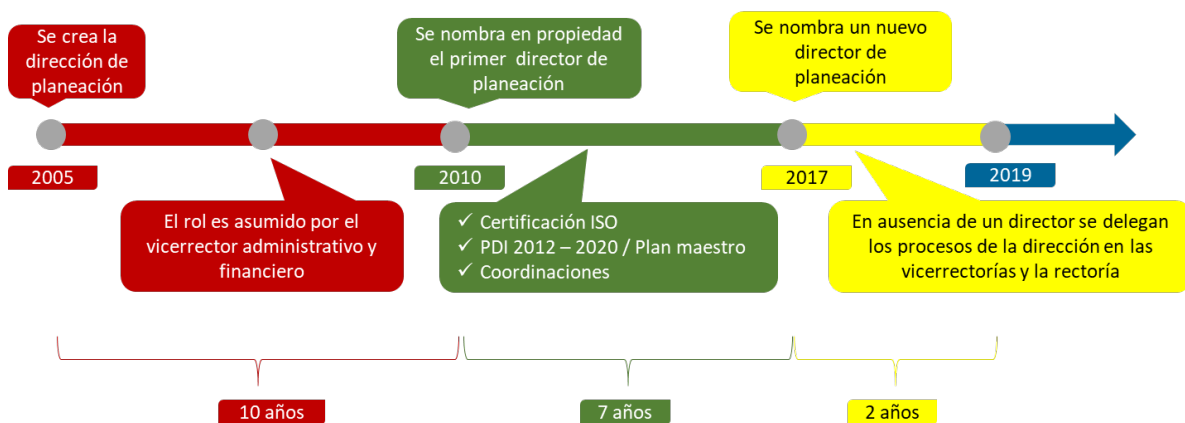 Se crea la
dirección de
planeación
Se nombra en propiedad
el primer director de
planeación
Se nombra un nuevo
director de
planeación
2005
2010
2017
2019
El rol es asumido por el
vicerrector administrativo y
financiero
✓ Certificación ISO
✓ PDI 2012 – 2020 / Plan maestro
✓ Coordinaciones
En ausencia de un director se delegan
los procesos de la dirección en las
vicerrectorías y la rectoría
10 años
7 años
2 años